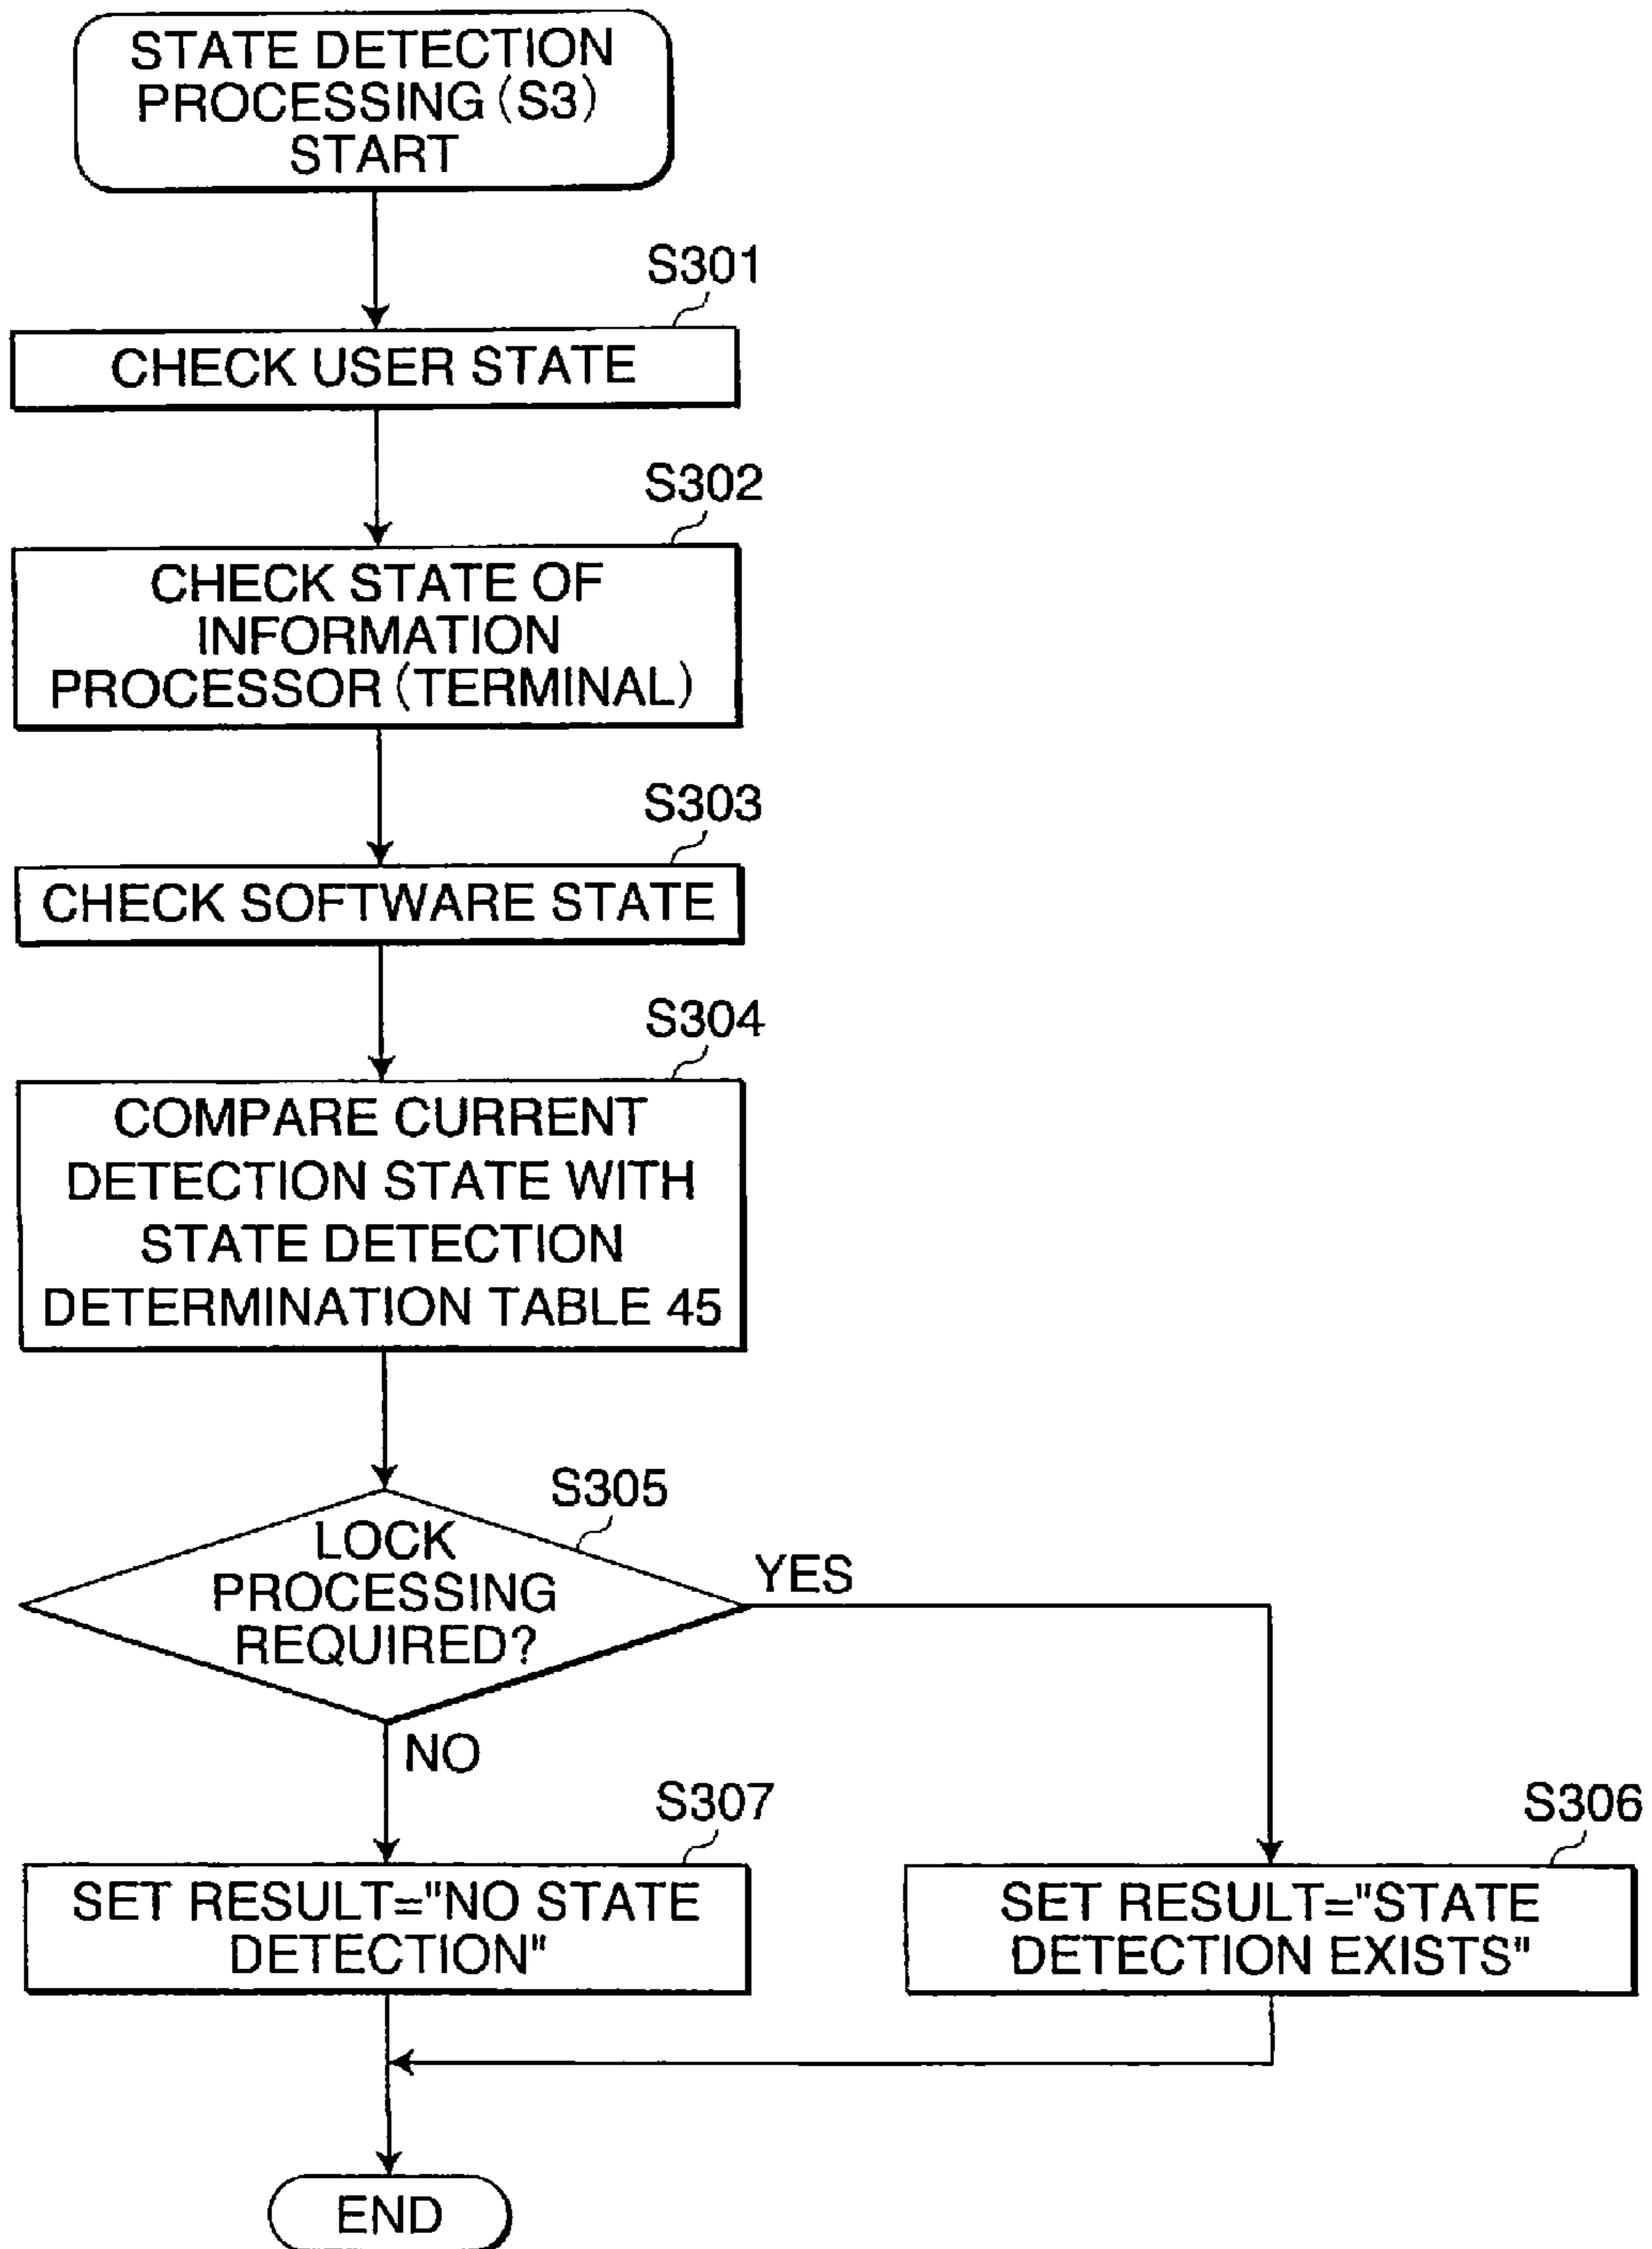 STATE DETECTION
PROCESSING (S3)
START
S301
CHECK USER STATE
S302
CHECK STATE OF
INFORMATION
PROCESSOR (TERMINAL)
S303
CHECK SOFTWARE STATE
S304
COMPARE CURRENT
DETECTION STATE WITH
STATE DETECTION
DETERMINATION TABLE 45
S305
LOCK
PROCESSING
REQUIRED?
YES
NO
S307
SET RESULT="NO STATE
DETECTION"
S306
SET RESULT="STATE
DETECTION EXISTS"
END